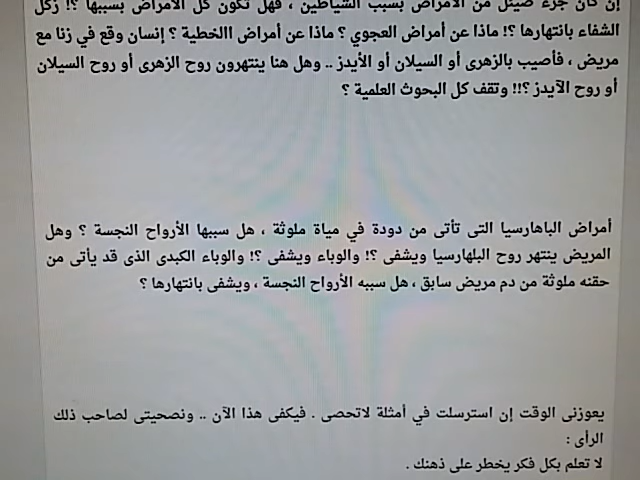 إن كان جزء ضئيل من الأمراض بسبب الشياطين ، فهل تكون كل الأمراض بسببها ؟! زكل
الشفاء بانتهارها ؟! ماذا عن أمراض العجوي ؟ ماذا عن أمراض االخطية ؟ إنسان وقع في زنا مع
مريض ، فأصيب بالزهرى أو السيلان أو الأيدز .. وهل هنا ينتهرون روح الزهرى أو روح السيلان
أو روح الآيدز ؟!! وتقف كل البحوث العلمية ؟
أمراض الباهارسيا التى تأتى من دودة في مياة ملوثة ، هل سببها الأرواح النجسة ؟ وهل
المريض ينتهر روح البلهارسيا ويشفى ؟! والوباء ويشفى ؟! والوباء الكبدى الذى قد يأتى من
حقنه ملوثة من دم مريض سابق ، هل سببه الأرواح النجسة ، ويشفى بانتهارها ؟
يعوزنى الوقت إن استرسلت في أمثلة لاتحصى . فيكفى هذا الآن .. ونصحيتى لصاحب ذلك
الرأى :
لا تعلم بكل فكر يخطر على ذهنك .